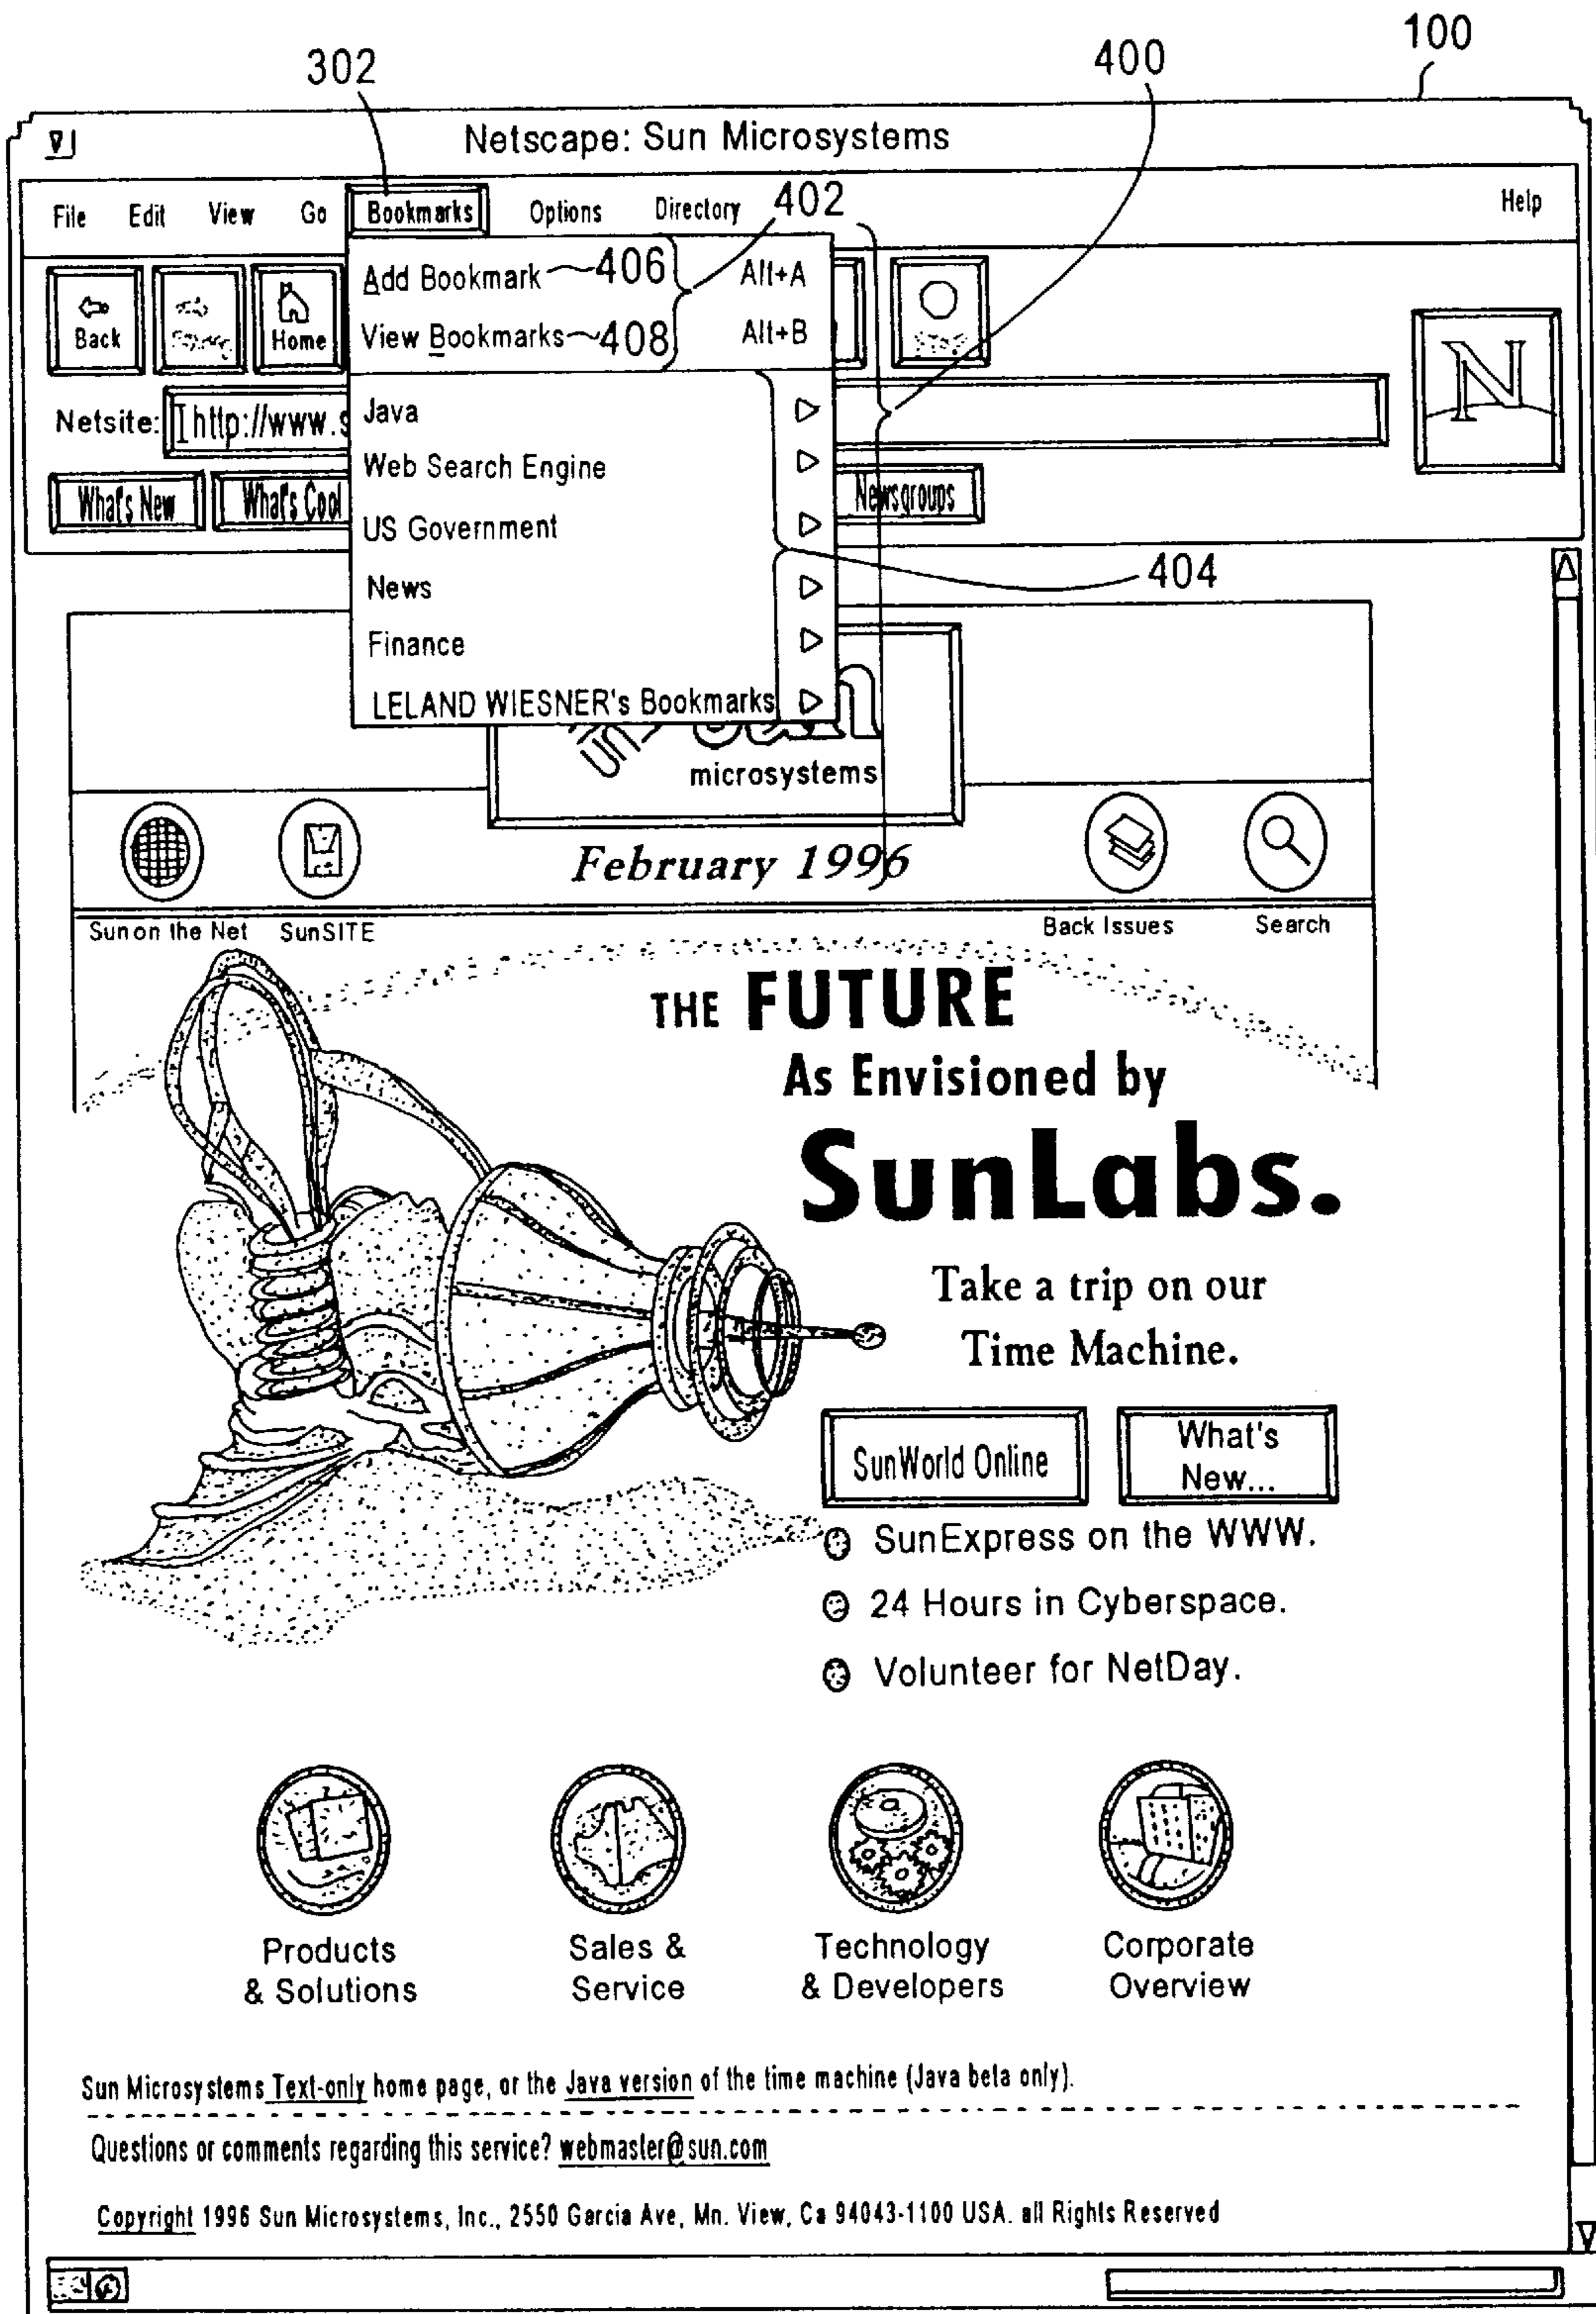 302
400
100
Netscape: Sun Microsystems
File Edit View Go Bookmarks Options Directory 402 Help
Add Bookmark 406 Alt+A
View Bookmarks 408 Alt+B
Back
Home
N
Netsite: http://www.s
Java
Web Search Engine
What's New What's Cool Newsgroups
US Government
404
News
Finance
LELAND WIESNER's Bookmarks
microsystems
February 1996
Sun on the Net SunSITE Back Issues Search
THE FUTURE
As Envisioned by
SunLabs.
Take a trip on our
Time Machine.
SunWorld Online
What's
New...
SunExpress on the WWW.
24 Hours in Cyberspace.
Volunteer for NetDay.
Products
& Solutions
Sales &
Service
Technology
& Developers
Corporate
Overview
Sun Microsystems Text-only home page, or the Java version of the time machine (Java beta only).
Questions or comments regarding this service? webmaster@sun.com
Copyright 1996 Sun Microsystems, Inc., 2550 Garcia Ave, Mn. View, Ca 94043-1100 USA. all Rights Reserved